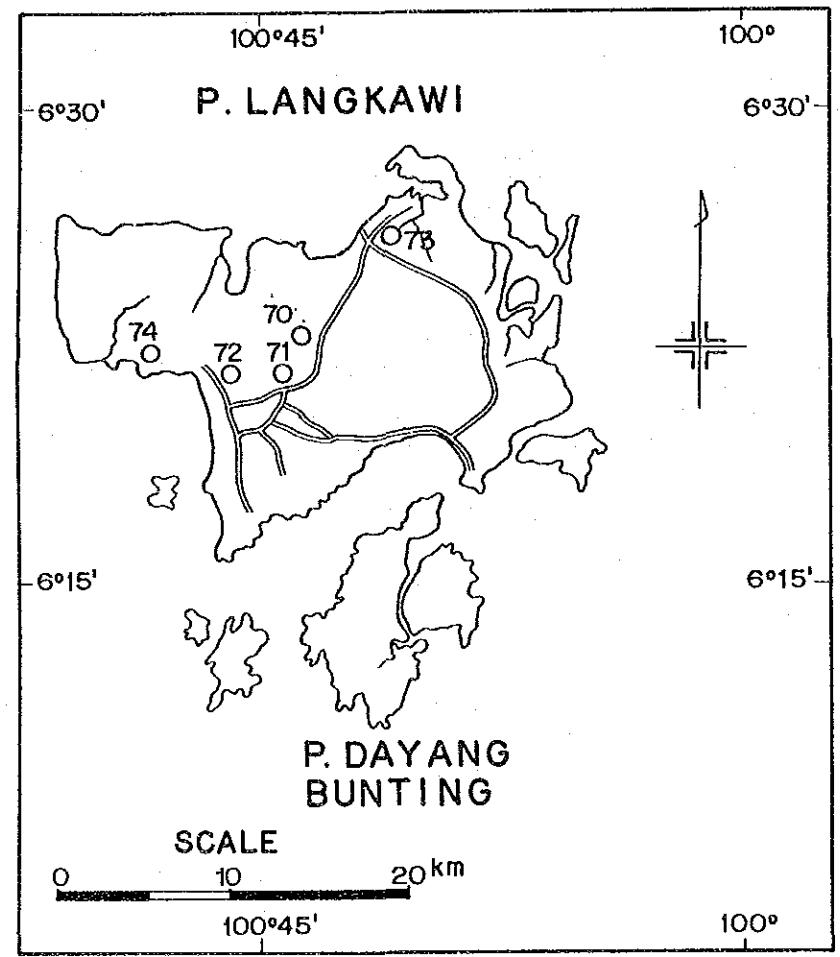 100°45' 100°
6°30' P. LANGKAWI 6°30'
73
70
74 72 71
6°15' 6°15'
P. DAYANG
BUNTING
SCALE
0 10 20 km
100°45' 100°